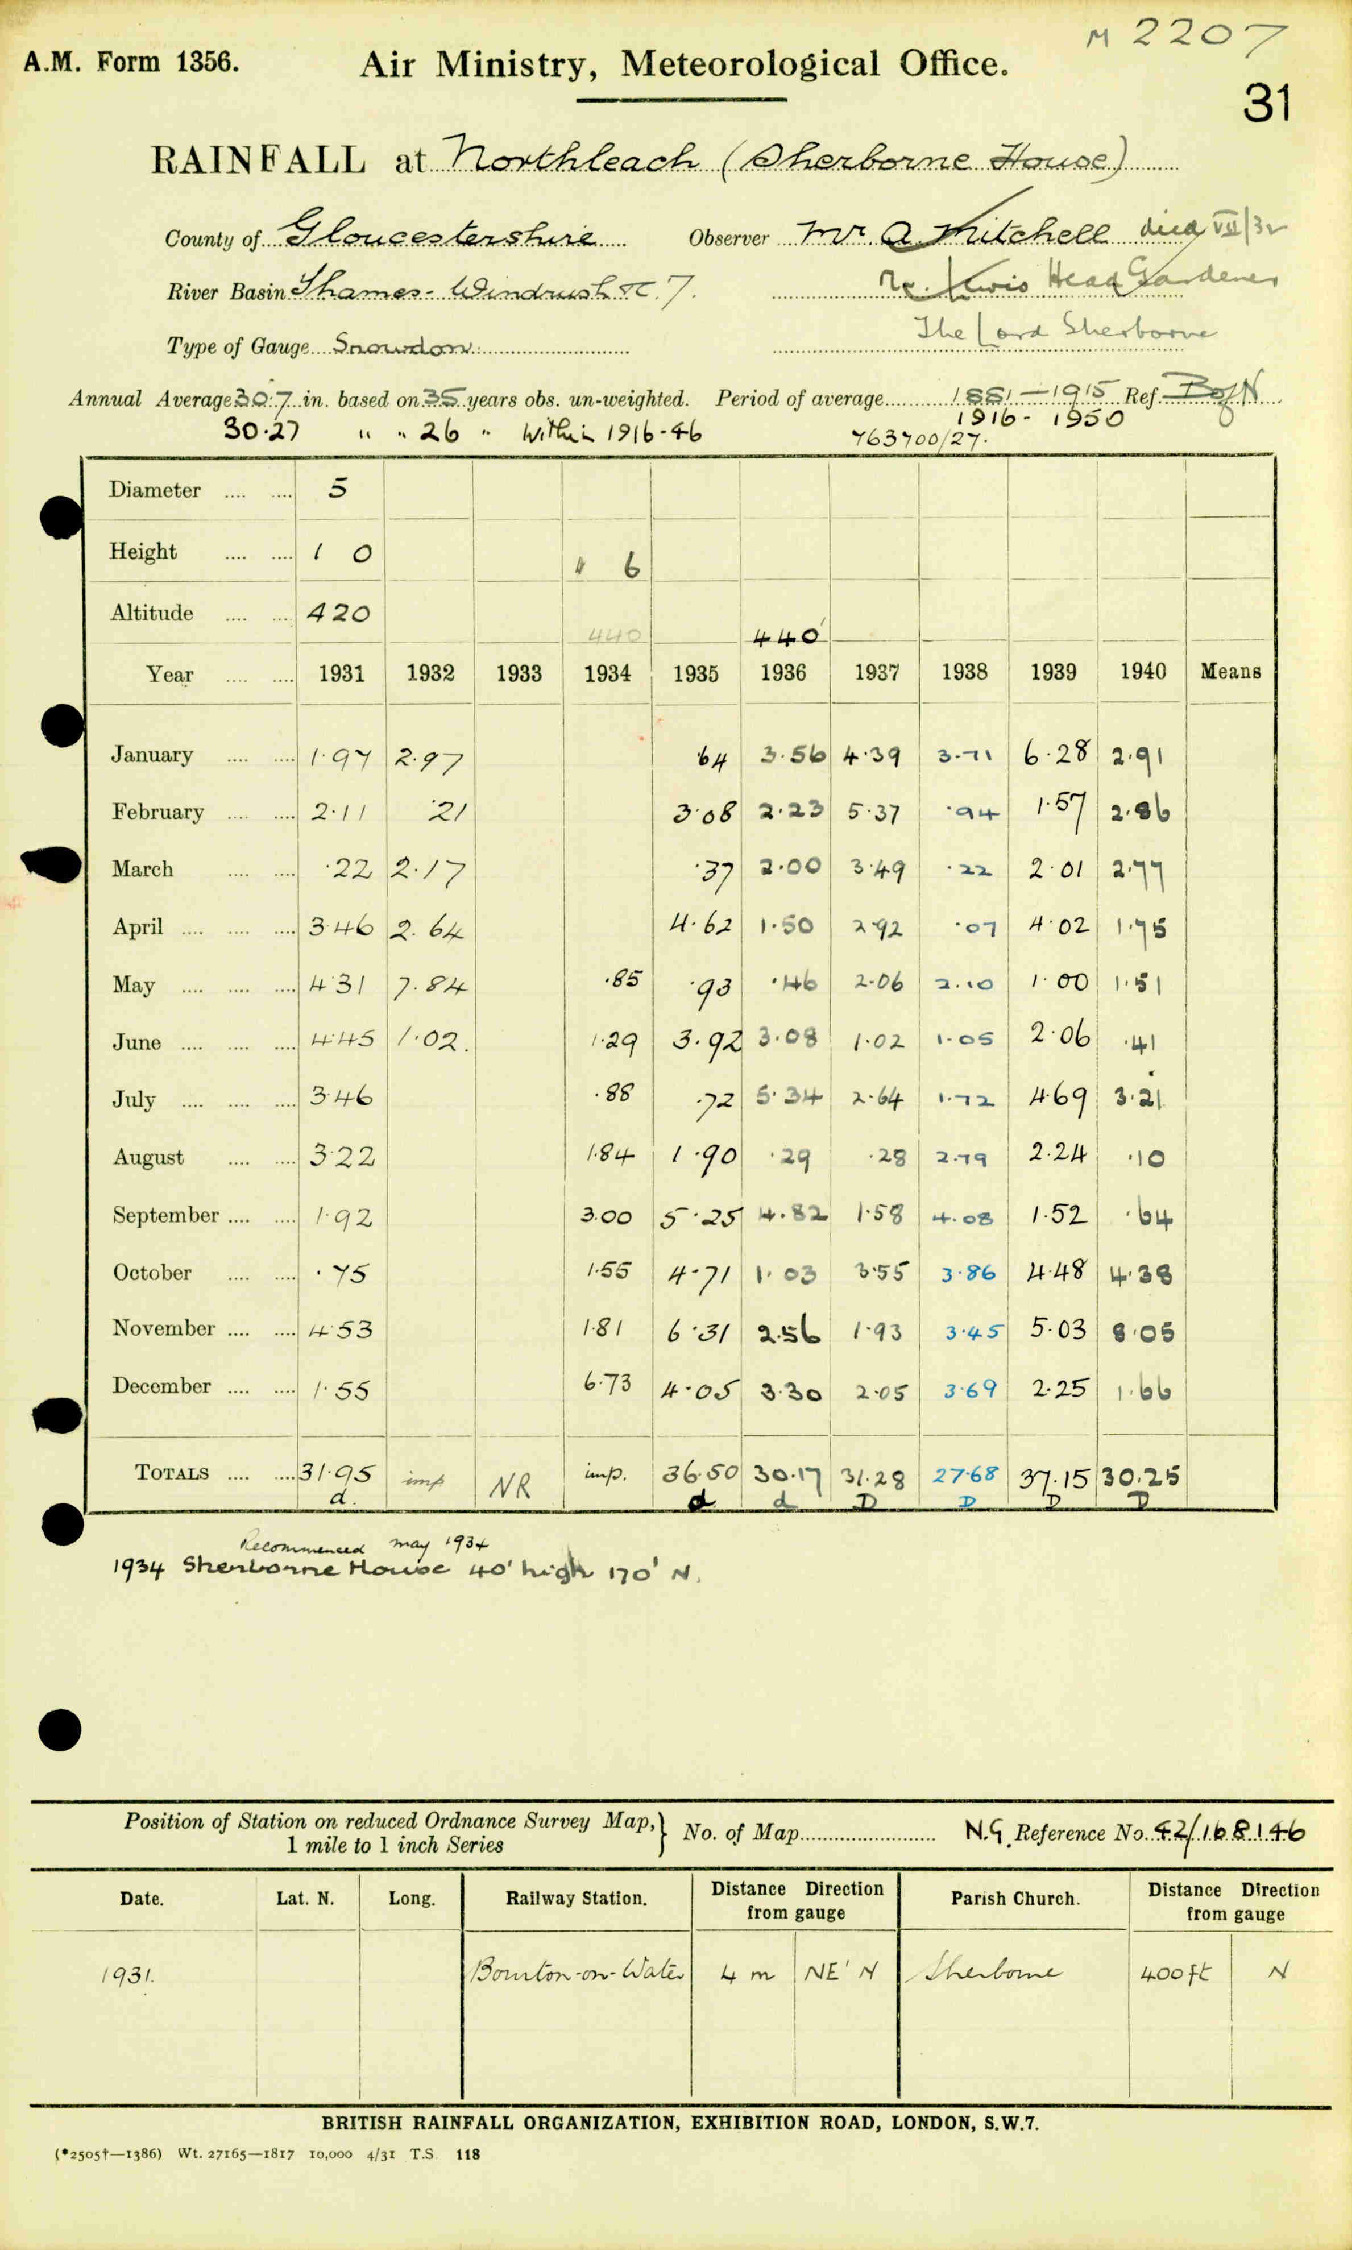 M 2207
A.M. Form 1356. Air Ministry, Meteorological Office.
31
RAINFALL at Northleach (Sherborne House)
County of Gloucestershire Observer Mr. A. Mitchell died VII/32
River Basin Thames - Windrush &c. 7. Mr. Lewis Head Gardener
Type of Gauge Snowdon The Lord Sherborne
Annual Average 30.7 in. based on 35 years obs. un-weighted. Period of average 1881-1915 Ref. B of N
30.27 " " 26 " Within 1916-46 1916 - 1950
763700/27.
Diameter 5
Height 1 0 " 6
Altitude 420 440 440'
Year 1931 1932 1933 1934 1935 1936 1937 1938 1939 1940 Means
January 1.97 2.97 .64 3.56 4.39 3.71 6.28 2.91
February 2.11 .21 3.08 2.23 5.37 .94 1.57 2.86
March .22 2.17 .37 2.00 3.49 .22 2.01 2.77
April 3.46 2.64 4.62 1.50 2.92 .07 4.02 1.75
May 4.31 7.84 .85 .93 .46 2.06 2.10 1.00 1.51
June 4.45 1.02. 1.29 3.92 3.08 1.02 1.05 2.06 .41
July 3.46 .88 .72 5.34 2.64 1.72 4.69 3.21
August 3.22 1.84 1.90 .29 .28 2.79 2.24 .10
September 1.92 3.00 5.25 4.82 1.58 4.08 1.52 .64
October .75 1.55 4.71 1.03 3.55 3.86 4.48 4.38
November 4.53 1.81 6.31 2.56 1.93 3.45 5.03 8.05
December 1.55 6.73 4.05 3.30 2.05 3.69 2.25 1.66
TOTALS 31.95 imp NR imp. 36.50 30.17 31.28 27.68 37.15 30.25
d. d d D D D D
Recommenced May 1934
1934 Sherborne House 40' high 170' N.
Position of Station on reduced Ordnance Survey Map, No. of Map N.G. Reference No. 42/168146
1 mile to 1 inch Series
Date. Lat. N. Long. Railway Station. Distance Direction from gauge Parish Church. Distance Direction from gauge
1931. Bourton-on-Water 4 m NE'N Sherborne 400 ft N
BRITISH RAINFALL ORGANIZATION, EXHIBITION ROAD, LONDON, S.W.7.
(*2505†—1386) Wt. 27165—1817 10,000 4/31 T.S. 118